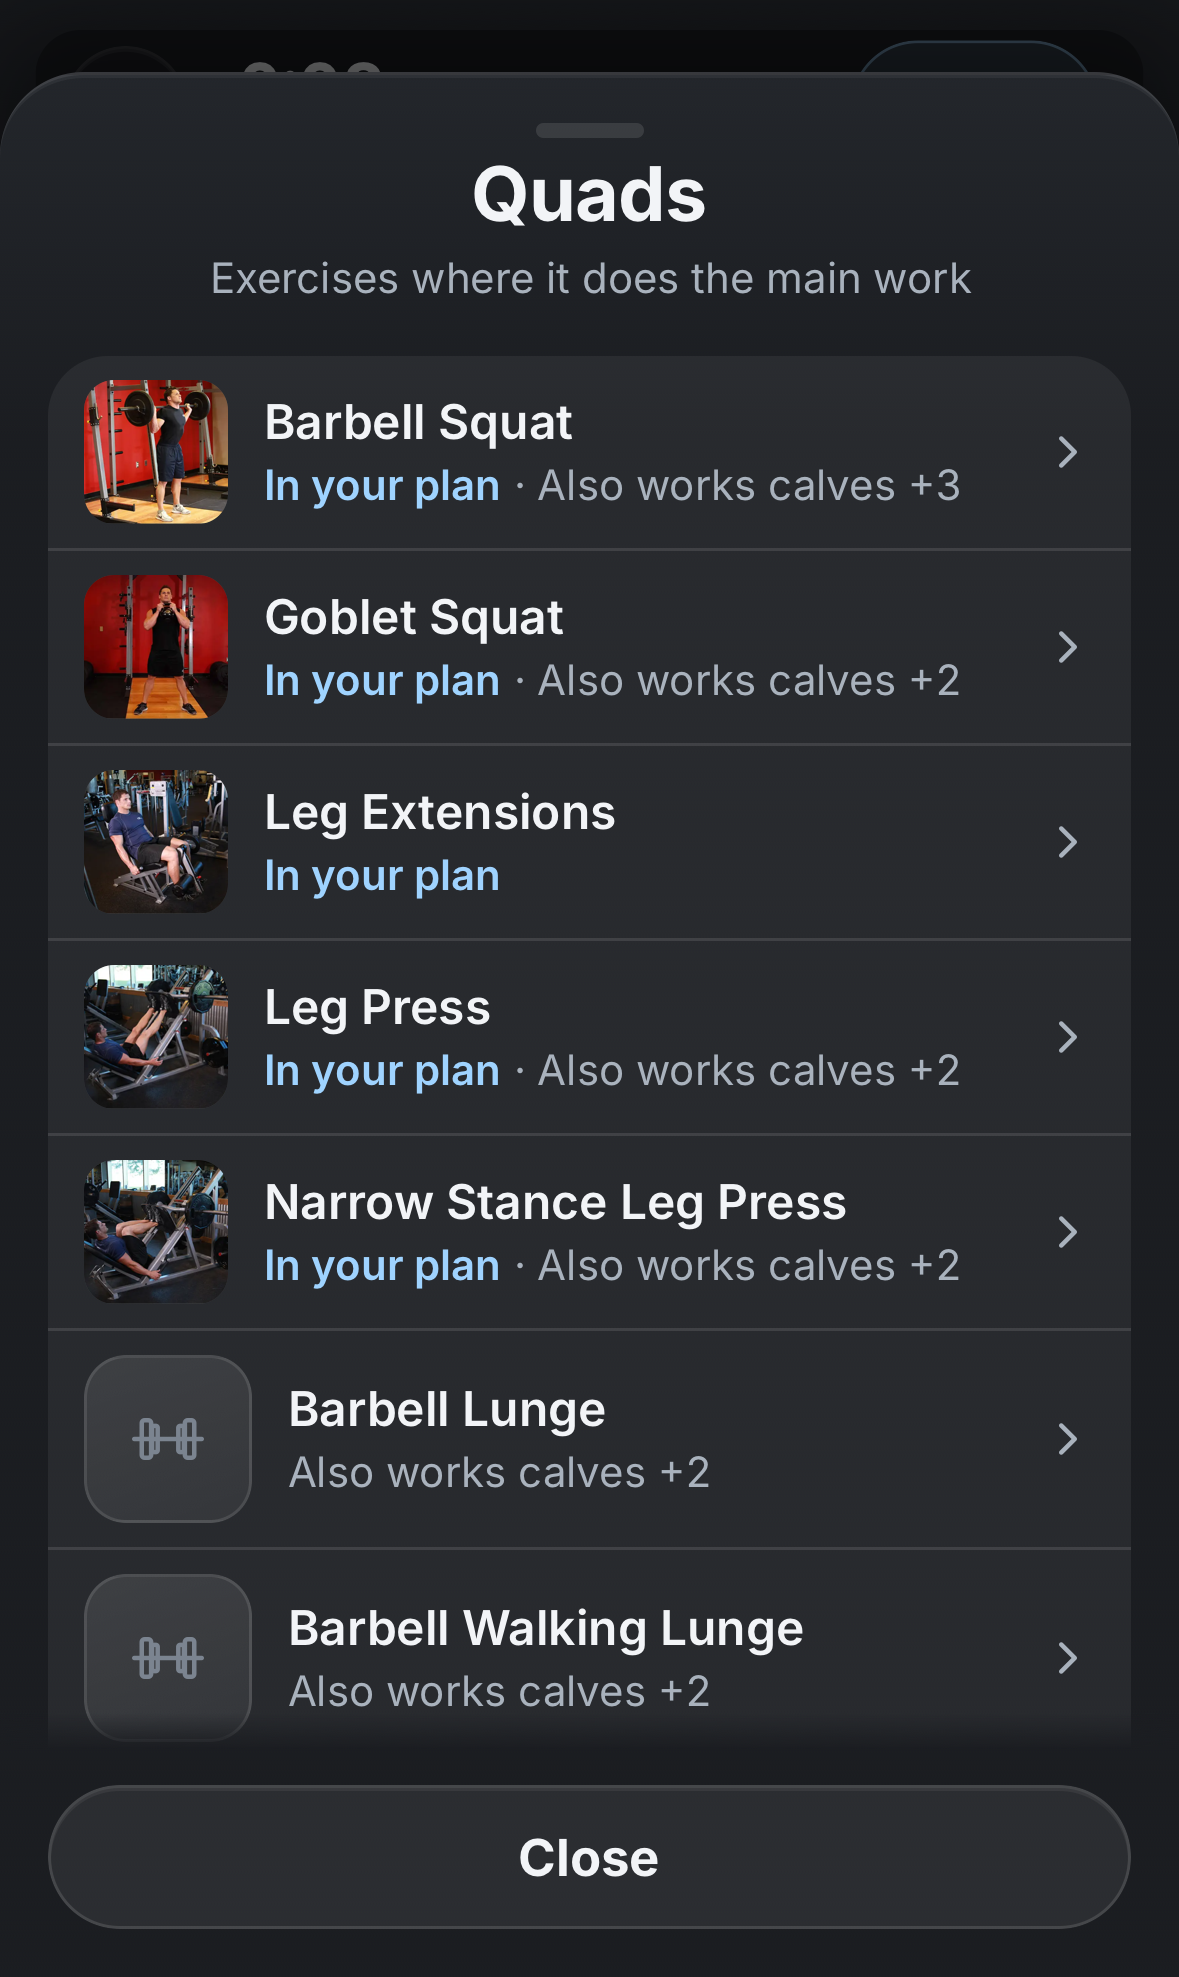 Quads
Exercises where it does the main work
Barbell Squat
In your plan · Also works calves +3
Goblet Squat
In your plan · Also works calves +2
Leg Extensions
In your plan
Leg Press
In your plan · Also works calves +2
Narrow Stance Leg Press
In your plan · Also works calves +2
Barbell Lunge
Also works calves +2
Barbell Walking Lunge
Also works calves +2
Close